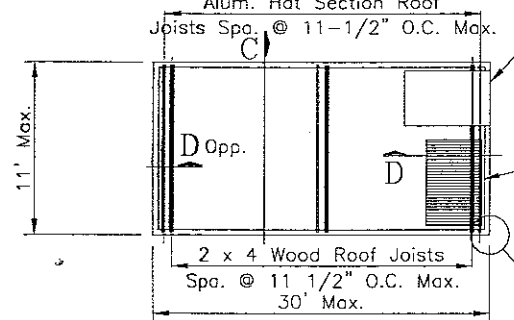 Alum. Hat Section Roof
Joists Spa. @ 11-1/2" O.C. Max.
C
11' Max.
D Opp.
D
2 x 4 Wood Roof Joists
Spa. @ 11 1/2" O.C. Max.
30' Max.